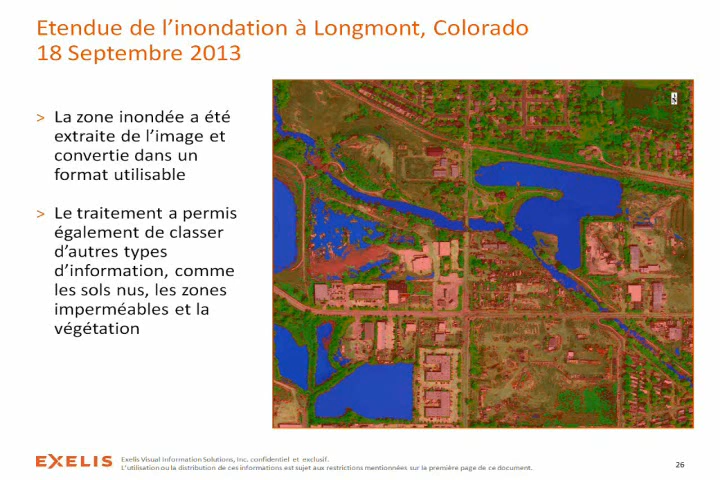 Etendue de l’inondation à Longmont, Colorado
18 Septembre 2013
> La zone inondée a été
extraite de l’image et
convertie dans un
format utilisable
> Le traitement a permis
également de classer
d’autres types
d’information, comme
les sols nus, les zones
imperméables et la
végétation
EXELIS
Exelis Visual Information Solutions, Inc. confidentiel et exclusif.
L’utilisation ou la distribution de ces informations est sujet aux restrictions mentionnées sur la première page de ce document.
26